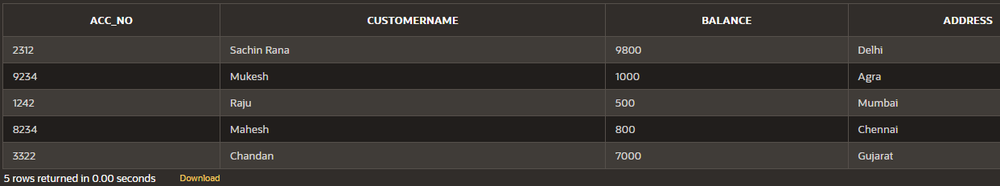 ACC_NO CUSTOMERNAME BALANCE ADDRESS
2312 Sachin Rana 9800 Delhi
9234 Mukesh 1000 Agra
1242 Raju 500 Mumbai
8234 Mahesh 800 Chennai
3322 Chandan 7000 Gujarat
5 rows returned in 0.00 seconds Download